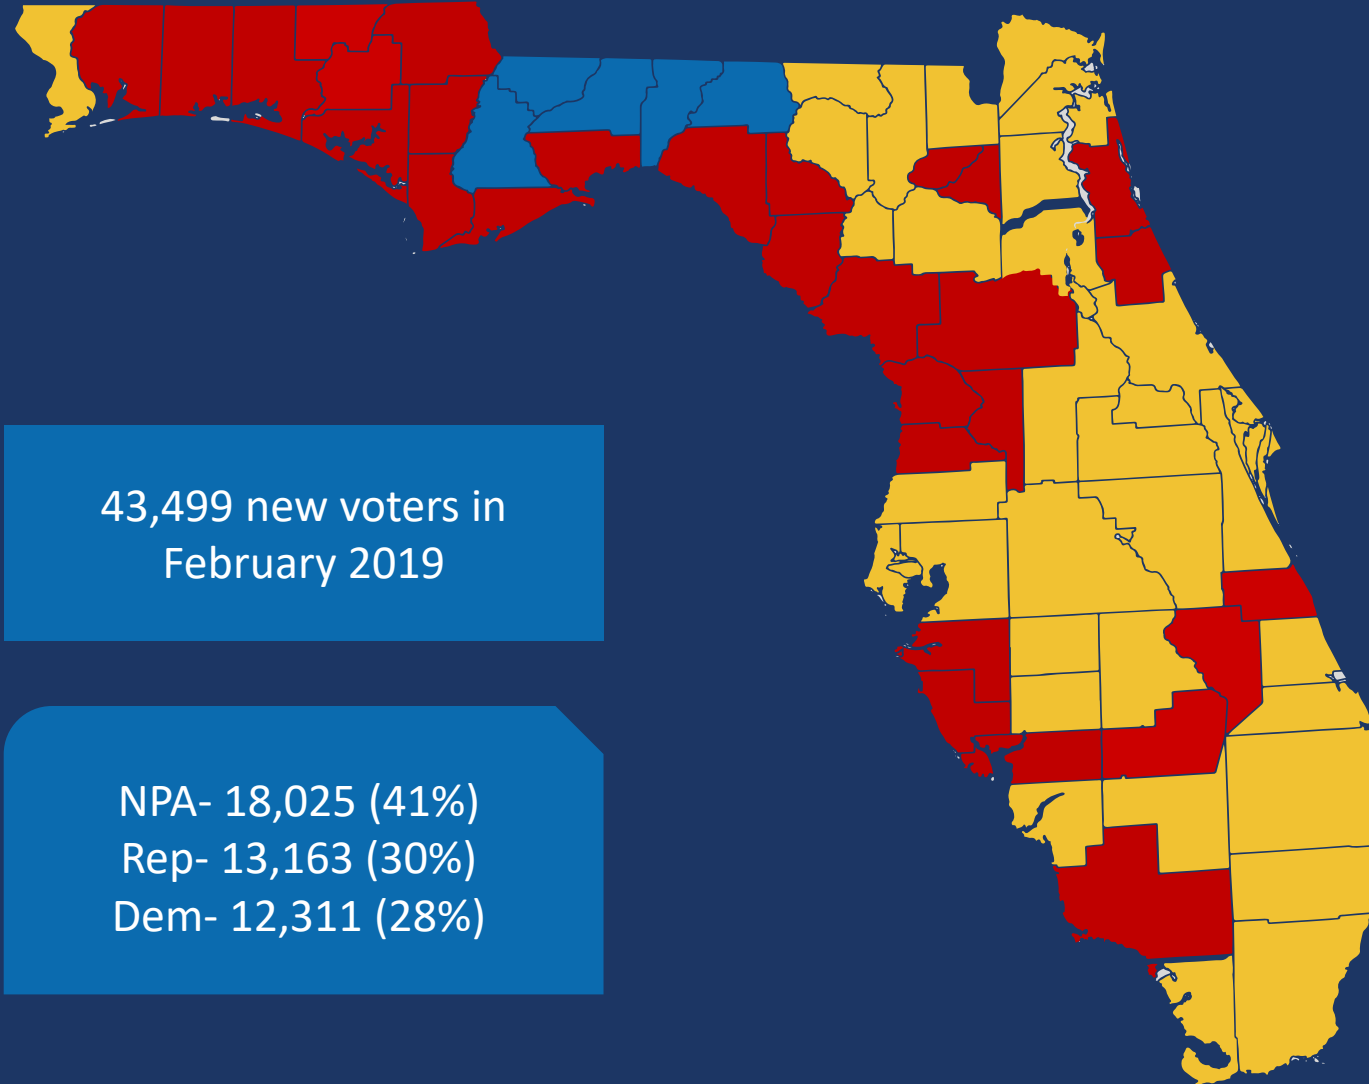 43,499 new voters in
February 2019
NPA- 18,025 (41%)
Rep- 13,163 (30%)
Dem- 12,311 (28%)